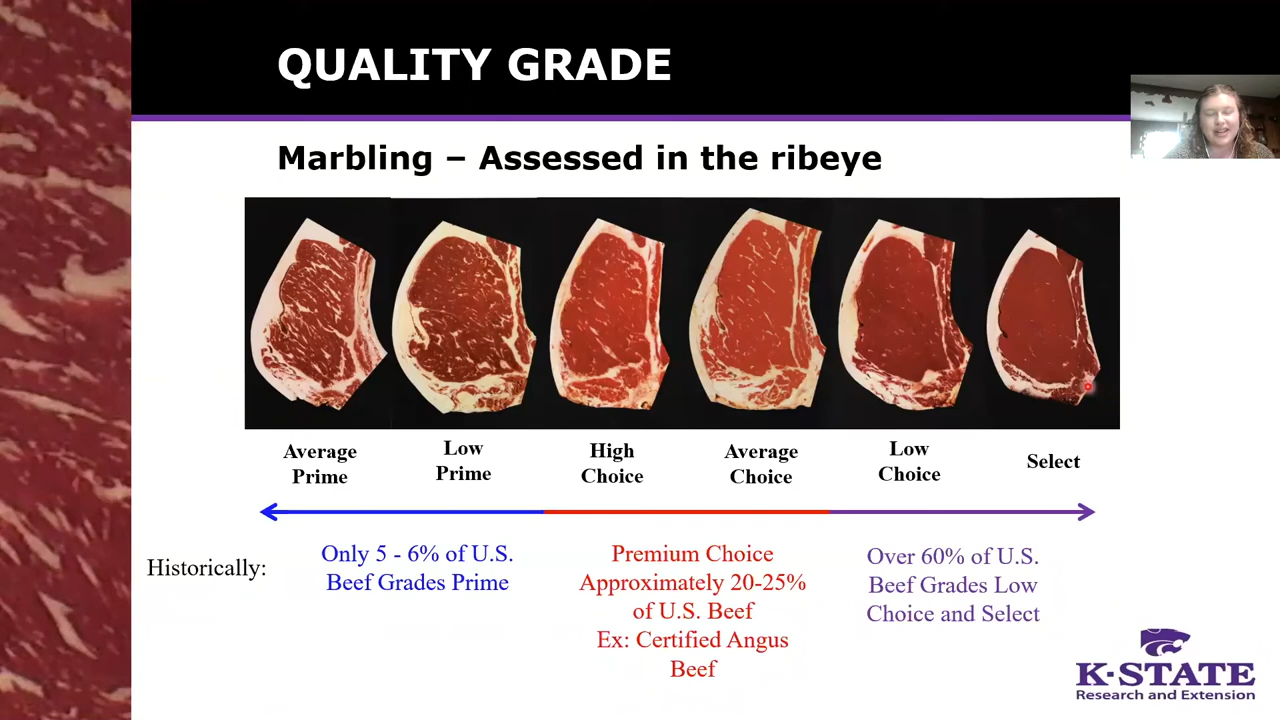 QUALITY GRADE
Marbling – Assessed in the ribeye
Average
Prime
Low
Prime
High
Choice
Average
Choice
Low
Choice
Select
Historically:
Only 5 - 6% of U.S.
Beef Grades Prime
Premium Choice
Approximately 20-25%
of U.S. Beef
Ex: Certified Angus
Beef
Over 60% of U.S.
Beef Grades Low
Choice and Select
K-STATE
Research and Extension